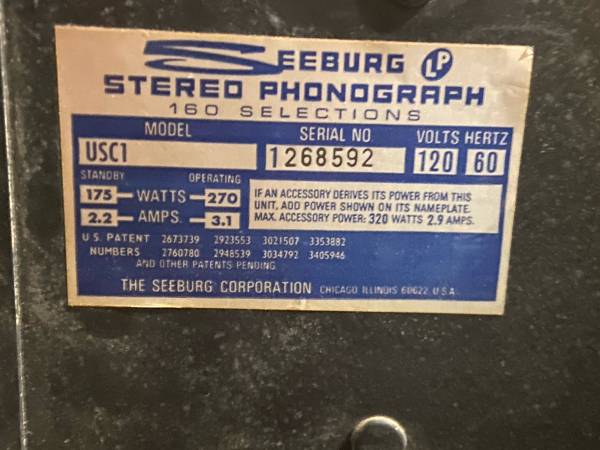 SEEBURG LP
STEREO PHONOGRAPH
160 SELECTIONS
MODEL SERIAL NO VOLTS HERTZ
USC1 1268592 120 60
STANDBY OPERATING
175 WATTS 270
2.2 AMPS. 3.1
IF AN ACCESSORY DERIVES ITS POWER FROM THIS
UNIT, ADD POWER SHOWN ON ITS NAMEPLATE.
MAX. ACCESSORY POWER: 320 WATTS 2.9 AMPS.
U.S. PATENT 2673739 2923553 3021507 3353882
NUMBERS 2760780 2948539 3034792 3405946
AND OTHER PATENTS PENDING
THE SEEBURG CORPORATION CHICAGO ILLINOIS 60622 U.S.A.